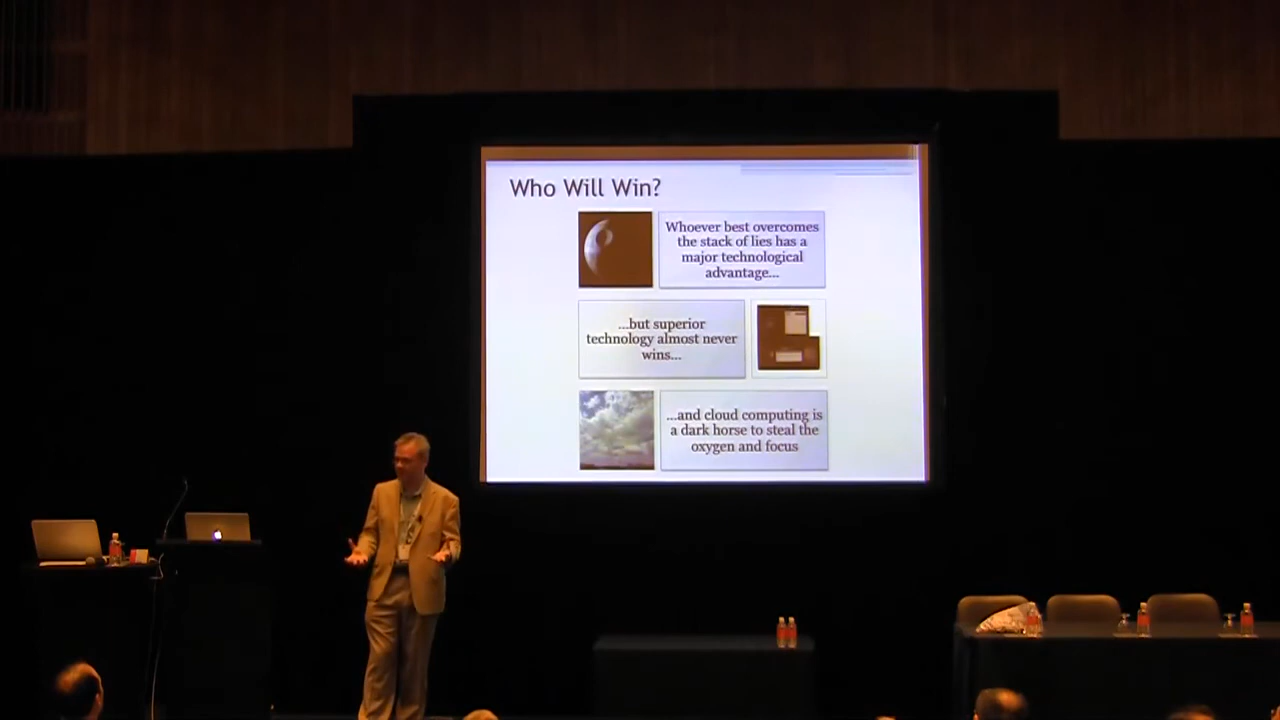 Who Will Win?
Whoever best overcomes
the stack of lies has a
major technological
advantage...
...but superior
technology almost never
wins...
...and cloud computing is
a dark horse to steal the
oxygen and focus